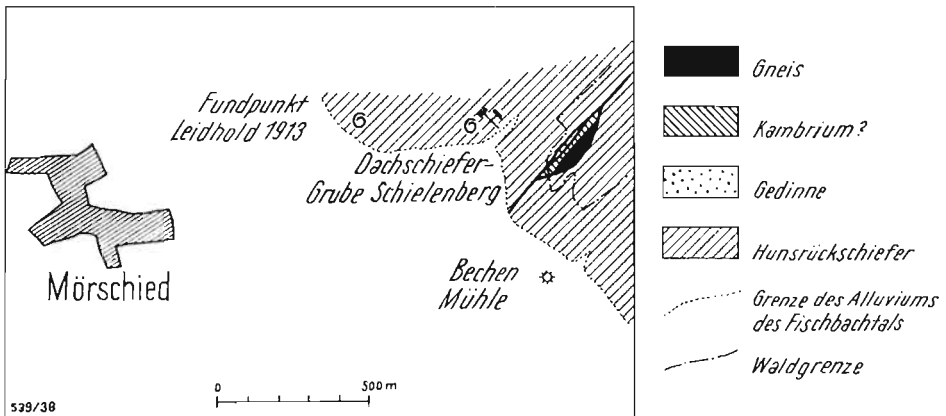 Fundpunkt
Leidhold 1913
Dachschiefer-
Grube Schielenberg
Mörschied
Bechen
Mühle
0 500 m
539/38
Gneis
Kambrium?
Gedinne
Hunsrückschiefer
Grenze des Alluviums
des Fischbachtals
Waldgrenze